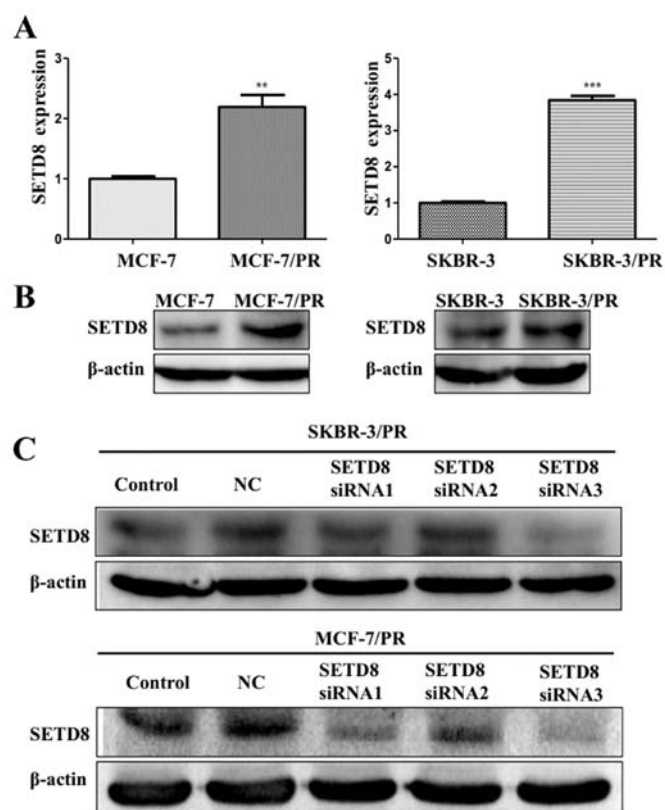 A
SETD8 expression
3
2
1
0
**
MCF-7 MCF-7/PR
SETD8 expression
5
4
3
2
1
0
***
SKBR-3 SKBR-3/PR
B
MCF-7 MCF-7/PR
SETD8
β-actin
SKBR-3 SKBR-3/PR
SETD8
β-actin
C
SKBR-3/PR
Control NC SETD8 siRNA1 SETD8 siRNA2 SETD8 siRNA3
SETD8
β-actin
MCF-7/PR
Control NC SETD8 siRNA1 SETD8 siRNA2 SETD8 siRNA3
SETD8
β-actin